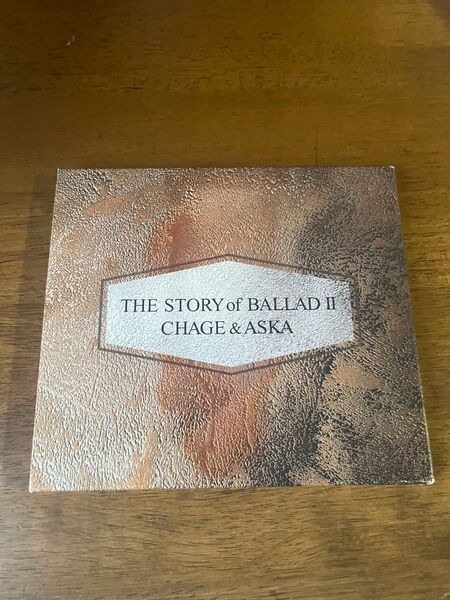 THE STORY of BALLAD II
CHAGE & ASKA